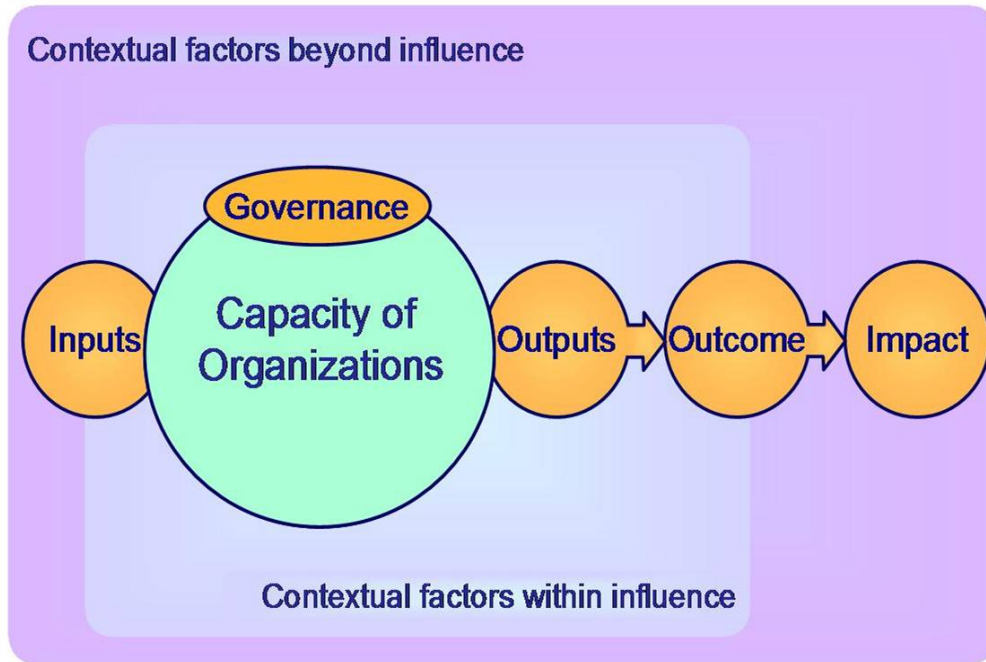 Contextual factors beyond influence
Governance
Capacity of
Organizations
Inputs
Outputs
Outcome
Impact
Contextual factors within influence